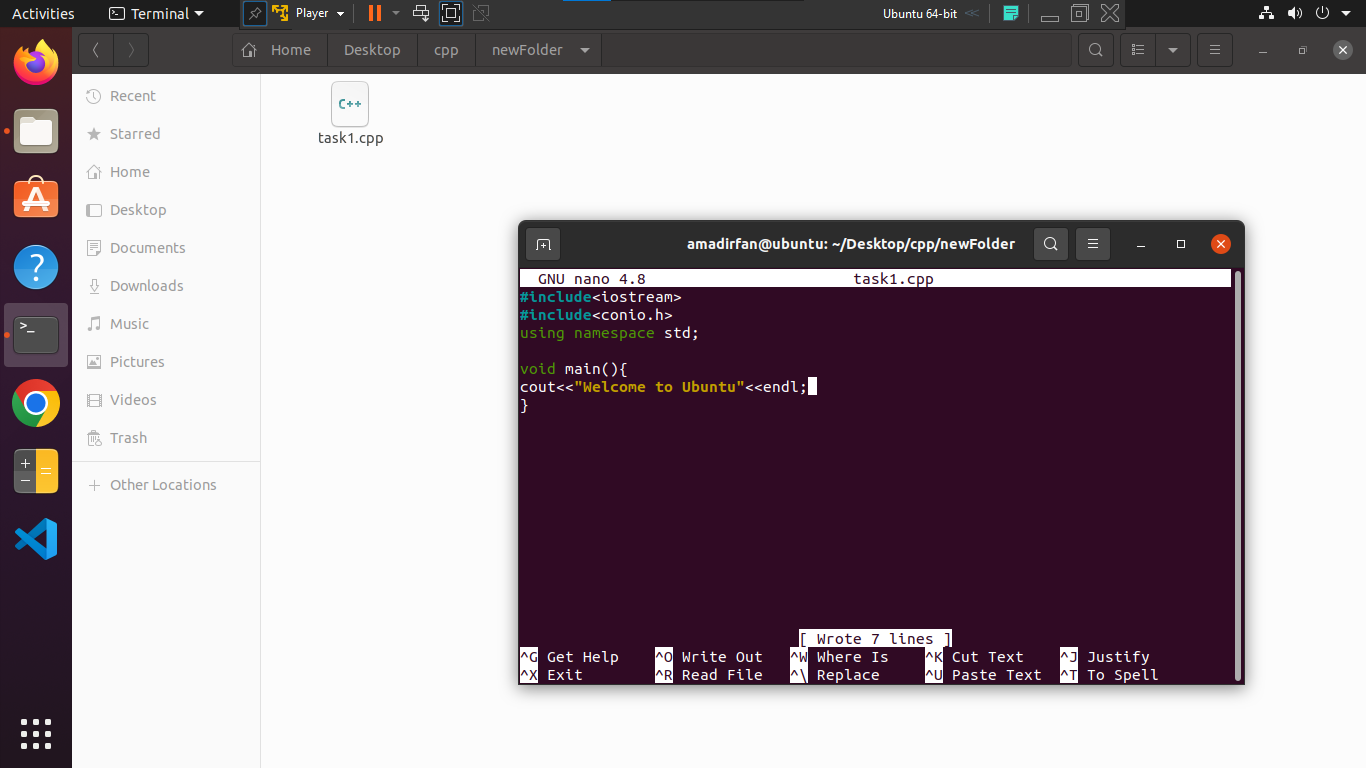 Activities
Terminal
Player
Ubuntu 64-bit
Home
Desktop
cpp
newFolder
Recent
Starred
Home
Desktop
Documents
Downloads
Music
Pictures
Videos
Trash
Other Locations
C++
task1.cpp
amadirfan@ubuntu: ~/Desktop/cpp/newFolder
GNU nano 4.8 task1.cpp
#include<iostream>
#include<conio.h>
using namespace std;
void main(){
cout<<"Welcome to Ubuntu"<<endl;
}
[ Wrote 7 lines ]
^G Get Help ^O Write Out ^W Where Is ^K Cut Text ^J Justify
^X Exit ^R Read File ^\ Replace ^U Paste Text ^T To Spell